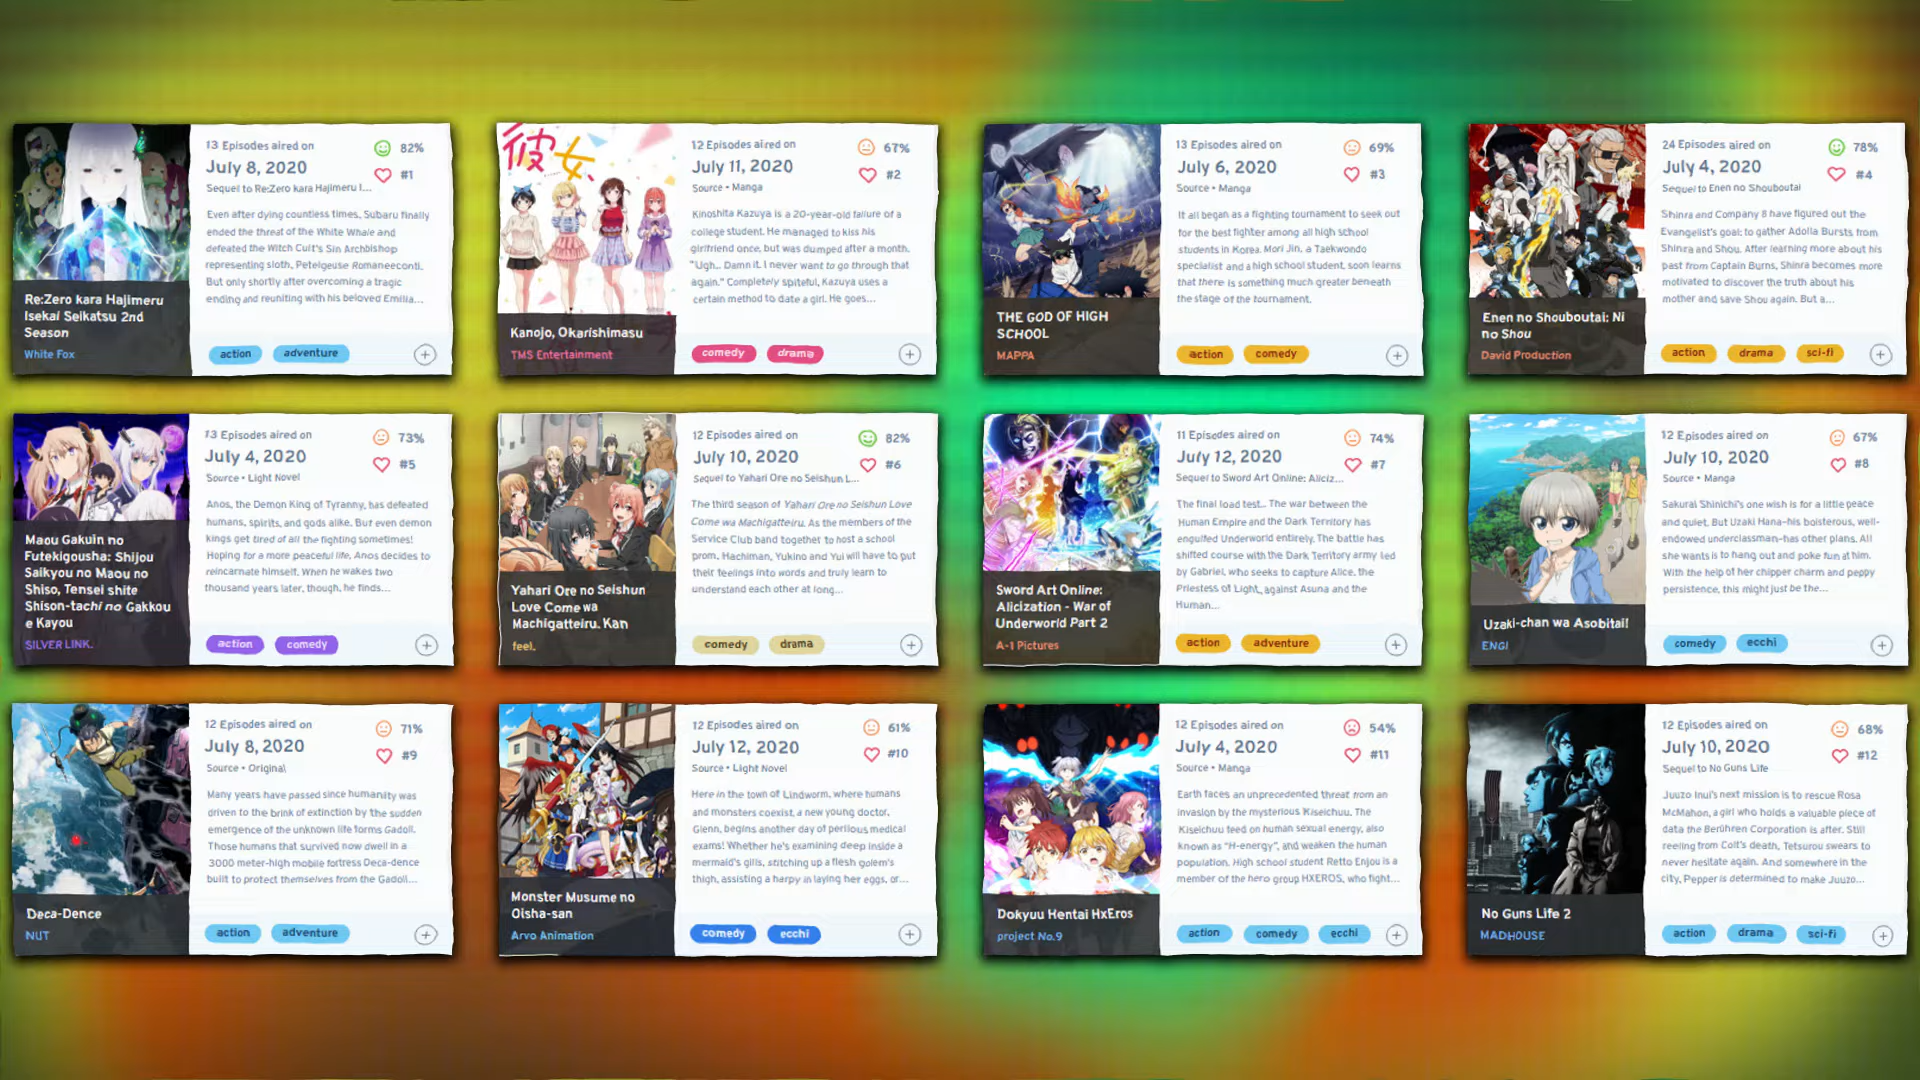 13 Episodes aired on
82%
July 8, 2020
#1
Sequel to Re:Zero kara Hajimeru I...
Even after dying countless times, Subaru finally
ended the threat of the White Whale and
defeated the Witch Cult's Sin Archbishop
representing sloth, Petelgeuse Romaneeconti.
But only shortly after overcoming a tragic
ending and reuniting with his beloved Emilia...
Re:Zero kara Hajimeru
Isekai Seikatsu 2nd
Season
White Fox
action
adventure
彼女、
12 Episodes aired on
67%
July 11, 2020
#2
Source • Manga
Kinoshita Kazuya is a 20-year-old failure of a
college student. He managed to kiss his
girlfriend once, but was dumped after a month.
"Ugh... Damn it. I never want to go through that
again." Completely spiteful, Kazuya uses a
certain method to date a girl. He goes...
Kanojo, Okarishimasu
TMS Entertainment
comedy
drama
13 Episodes aired on
69%
July 6, 2020
#3
Source • Manga
It all began as a fighting tournament to seek out
for the best fighter among all high school
students in Korea. Mori Jin, a Taekwondo
specialist and a high school student, soon learns
that there is something much greater beneath
the stage of the tournament.
THE GOD OF HIGH
SCHOOL
MAPPA
action
comedy
24 Episodes aired on
78%
July 4, 2020
#4
Sequel to Enen no Shouboutai
Shinra and Company 8 have figured out the
Evangelist's goal: to gather Adolla Bursts from
Shinra and Shou. After learning more about his
past from Captain Burns, Shinra becomes more
motivated to discover the truth about his
mother and save Shou again. But a...
Enen no Shouboutai: Ni
no Shou
David Production
action
drama
sci-fi
13 Episodes aired on
73%
July 4, 2020
#5
Source • Light Novel
Anos, the Demon King of Tyranny, has defeated
humans, spirits, and gods alike. But even demon
kings get tired of all the fighting sometimes!
Hoping for a more peaceful life, Anos decides to
reincarnate himself. When he wakes two
thousand years later, though, he finds...
Maou Gakuin no
Futekigousha: Shijou
Saikyou no Maou no
Shiso, Tensei shite
Shison-tachi no Gakkou
e Kayou
SILVER LINK.
action
comedy
12 Episodes aired on
82%
July 10, 2020
#6
Sequel to Yahari Ore no Seishun L...
The third season of Yahari Ore no Seishun Love
Come wa Machigatteiru. As the members of the
Service Club band together to host a school
prom, Hachiman, Yukino and Yui will have to put
their feelings into words and truly learn to
understand each other at long...
Yahari Ore no Seishun
Love Come wa
Machigatteiru. Kan
feel.
comedy
drama
11 Episodes aired on
74%
July 12, 2020
#7
Sequel to Sword Art Online: Aliciz...
The final load test... The war between the
Human Empire and the Dark Territory has
engulfed Underworld entirely. The battle has
shifted course with the Dark Territory army led
by Gabriel, who seeks to capture Alice, the
Priestess of Light, against Asuna and the
Human...
Sword Art Online:
Alicization - War of
Underworld Part 2
A-1 Pictures
action
adventure
12 Episodes aired on
67%
July 10, 2020
#8
Source • Manga
Sakurai Shinichi's one wish is for a little peace
and quiet. But Uzaki Hana–his boisterous, well-
endowed underclassman–has other plans. All
she wants is to hang out and poke fun at him.
With the help of her chipper charm and peppy
persistence, this might just be the...
Uzaki-chan wa Asobitai!
ENGI
comedy
ecchi
12 Episodes aired on
71%
July 8, 2020
#9
Source • Original
Many years have passed since humanity was
driven to the brink of extinction by the sudden
emergence of the unknown life forms Gadoll.
Those humans that survived now dwell in a
3000 meter-high mobile fortress Deca-dence
built to protect themselves from the Gadoll...
Deca-Dence
NUT
action
adventure
12 Episodes aired on
61%
July 12, 2020
#10
Source • Light Novel
Here in the town of Lindworm, where humans
and monsters coexist, a new young doctor,
Glenn, begins another day of perilous medical
exams! Whether he's examining deep inside a
mermaid's gills, stitching up a flesh golem's
thigh, assisting a harpy in laying her eggs, or...
Monster Musume no
Oisha-san
Arvo Animation
comedy
ecchi
12 Episodes aired on
54%
July 4, 2020
#11
Source • Manga
Earth faces an unprecedented threat from an
invasion by the mysterious Kiseichuu. The
Kiseichuu feed on human sexual energy, also
known as "H-energy", and weaken the human
population. High school student Retto Enjou is a
member of the hero group HXEROS, who fight...
Dokyuu Hentai HxEros
project No.9
action
comedy
ecchi
12 Episodes aired on
68%
July 10, 2020
#12
Sequel to No Guns Life
Juuzo Inui's next mission is to rescue Rosa
McMahon, a girl who holds a valuable piece of
data the Berühren Corporation is after. Still
reeling from Colt's death, Tetsurou swears to
never hesitate again. And somewhere in the
city, Pepper is determined to make Juuzo...
No Guns Life 2
MADHOUSE
action
drama
sci-fi